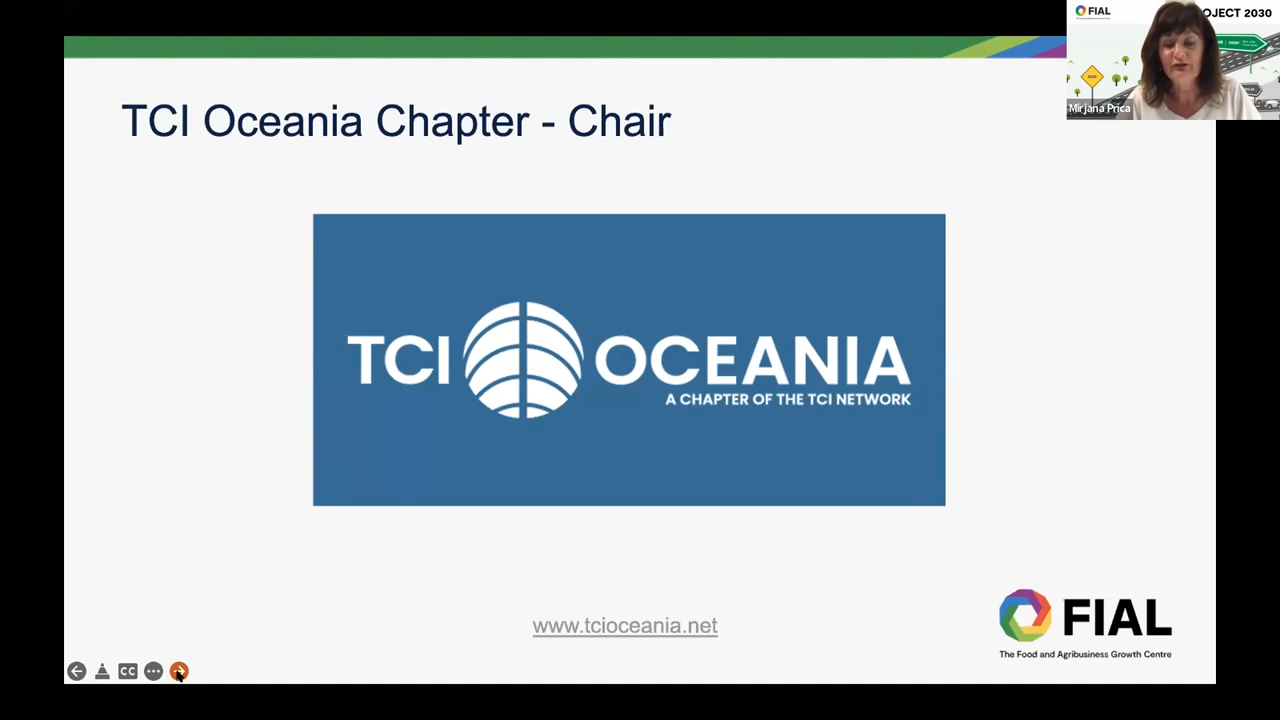 FIAL
OJECT 2030
Mirjana Prica
TCI Oceania Chapter - Chair
TCI OCEANIA
A CHAPTER OF THE TCI NETWORK
www.tcioceania.net
FIAL
The Food and Agribusiness Growth Centre
CC